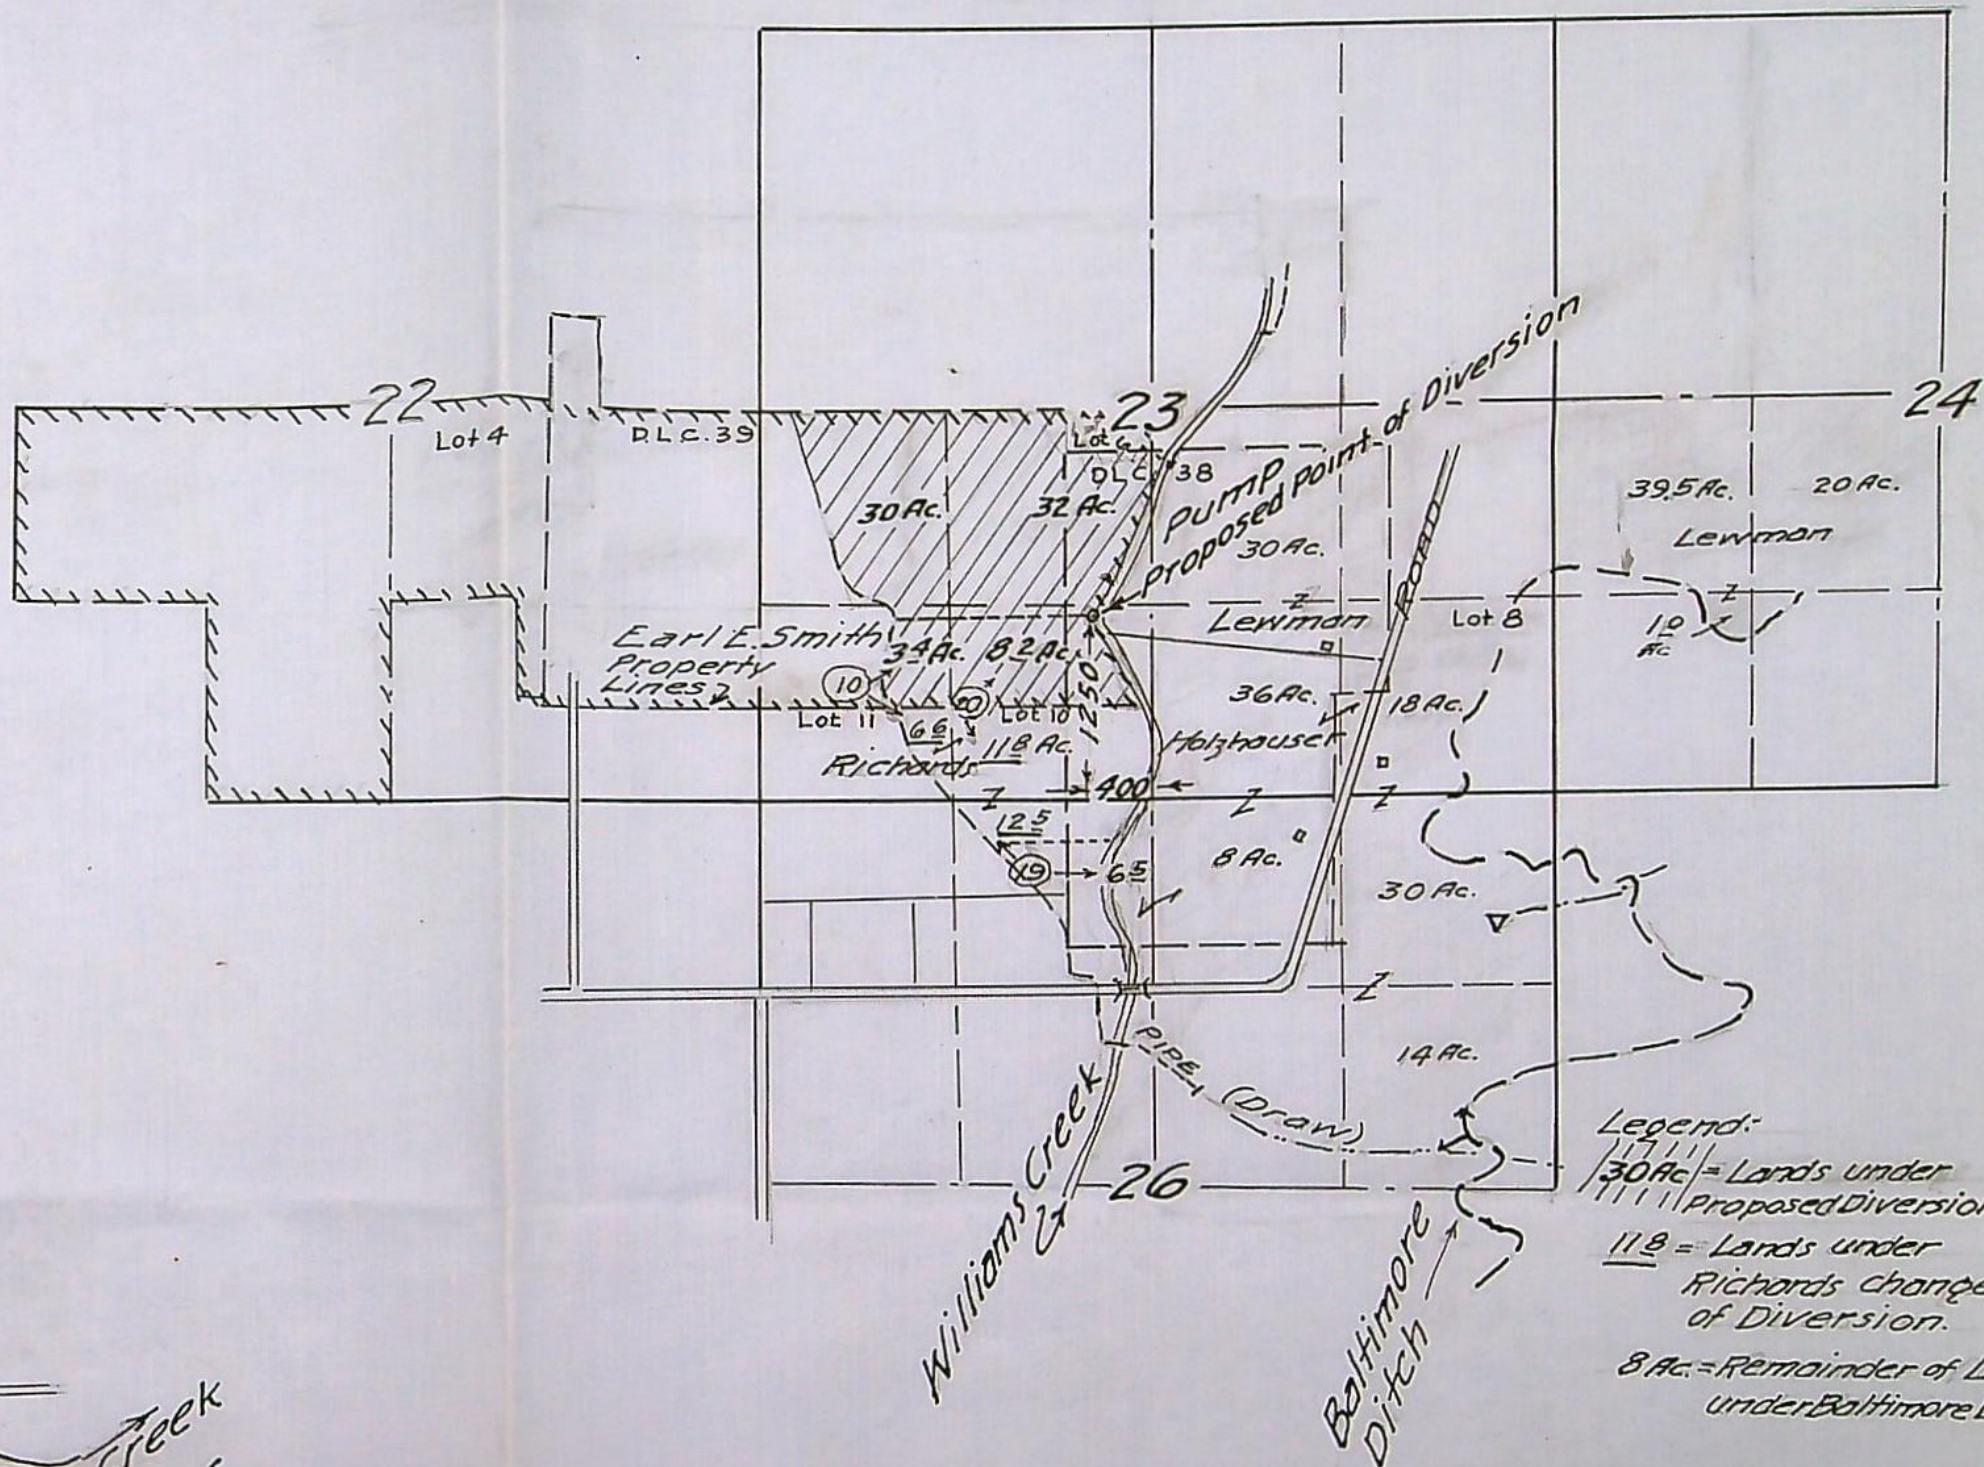 22
Lot 4
D.L.C. 39
23
Lot
D.L.C. 38
24
Pump
Proposed Point of Diversion
30 Ac.
32 Ac.
30 Ac.
39.5 Ac.
20 Ac.
Lewman
ROAD
Lewman
Lot 8
1.0
Ac
Earl E. Smith
Property
Lines
3.4 Ac.
8.2 Ac.
10
20
Lot 11
Lot 10
1250
36 Ac.
18 Ac.
6.6
11.8 Ac.
Richards
Holzhauser
400
12.5
19
6.5
8 Ac.
30 Ac.
14 Ac.
PIPE
(Draw)
26
Williams Creek
Baltimore
Ditch
Legend:
30 Ac = Lands under
Proposed Diversion
11.8 = Lands under
Richards change
of Diversion.
8 Ac. = Remainder of
under Baltimore
Creek